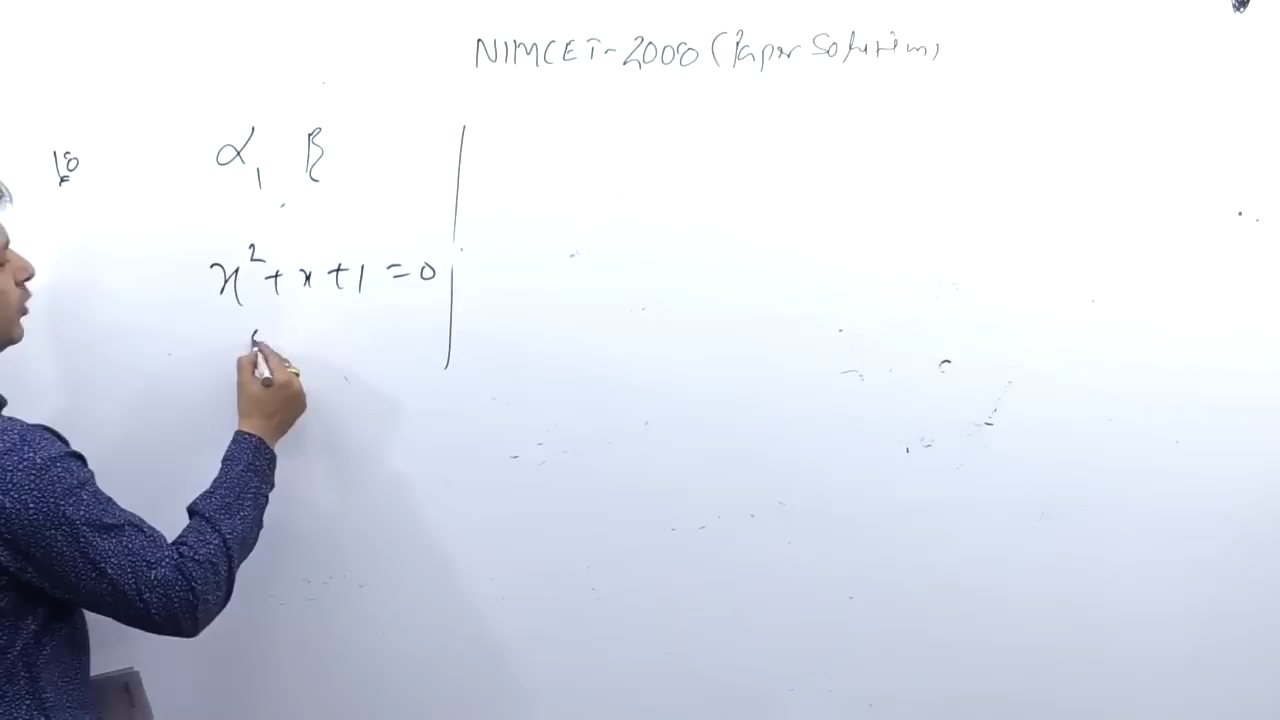 NIMCET-2008 (Paper Solution)
18
α, β
x² + x + 1 = 0